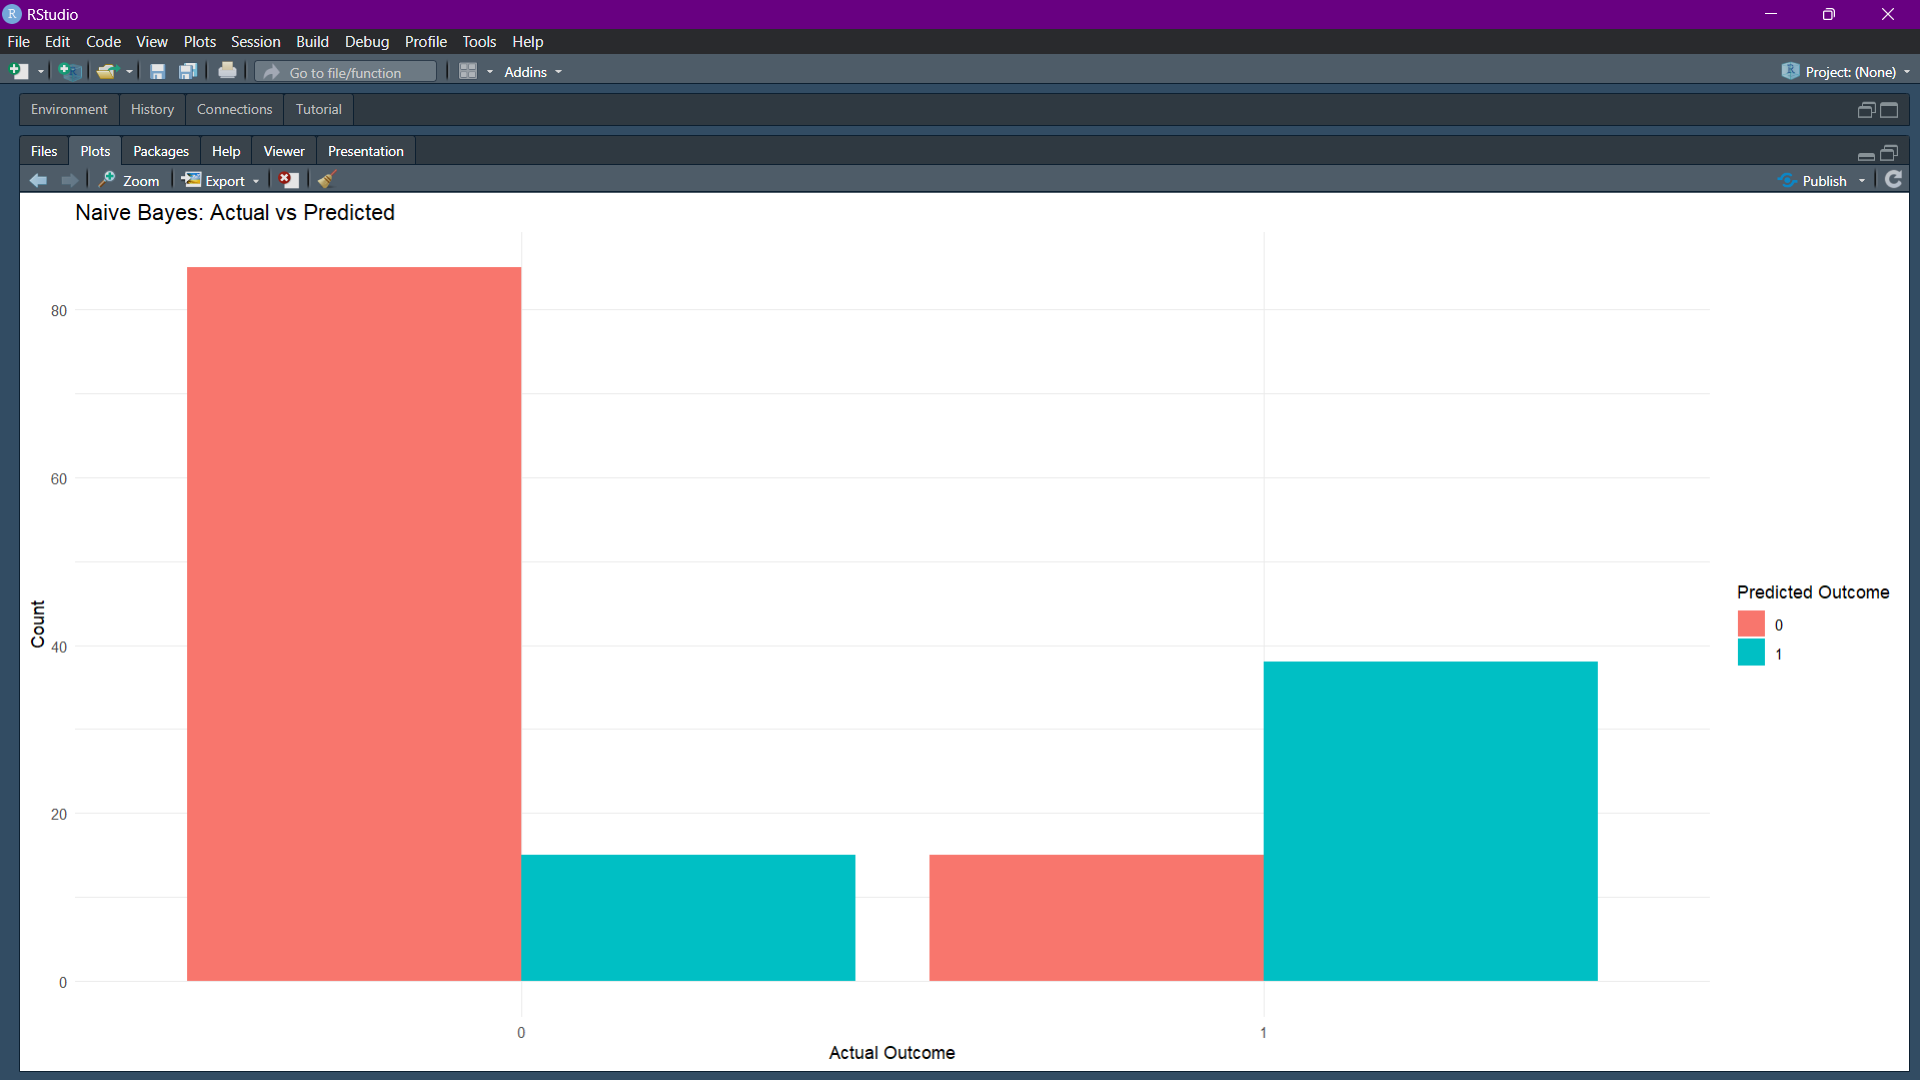 RStudio
File Edit Code View Plots Session Build Debug Profile Tools Help
Go to file/function Addins Project: (None)
Environment History Connections Tutorial
Files Plots Packages Help Viewer Presentation
Zoom Export Publish
Naive Bayes: Actual vs Predicted
80
60
40
20
0
Count
0 1
Actual Outcome
Predicted Outcome
0
1